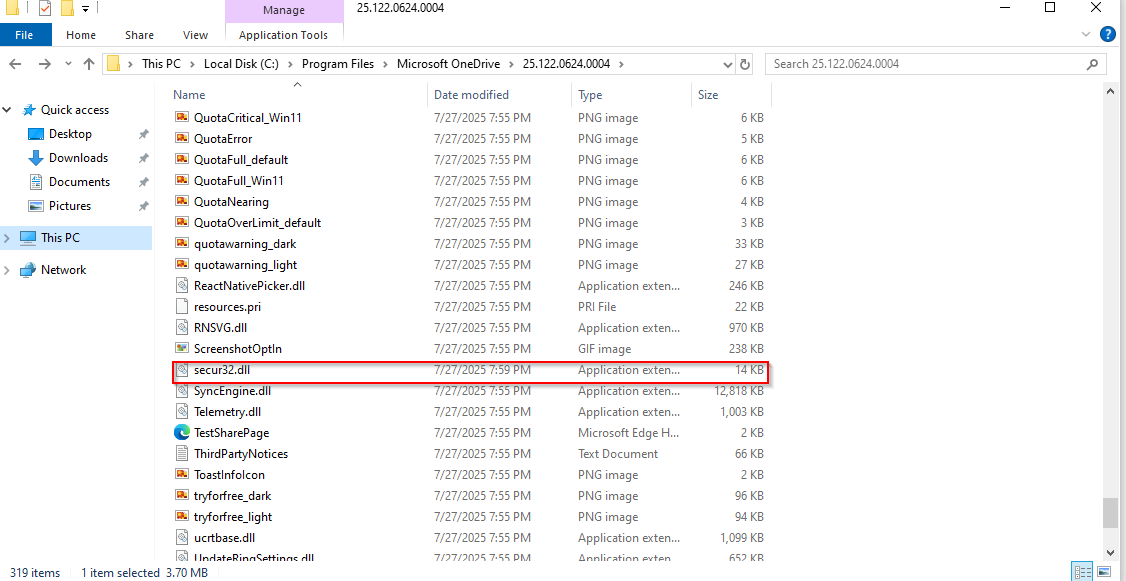 Manage 25.122.0624.0004
File Home Share View Application Tools
This PC Local Disk (C:) Program Files Microsoft OneDrive 25.122.0624.0004 Search 25.122.0624.0004
Name Date modified Type Size
Quick access
Desktop
Downloads
Documents
Pictures
This PC
Network
QuotaCritical_Win11 7/27/2025 7:55 PM PNG image 6 KB
QuotaError 7/27/2025 7:55 PM PNG image 5 KB
QuotaFull_default 7/27/2025 7:55 PM PNG image 6 KB
QuotaFull_Win11 7/27/2025 7:55 PM PNG image 6 KB
QuotaNearing 7/27/2025 7:55 PM PNG image 4 KB
QuotaOverLimit_default 7/27/2025 7:55 PM PNG image 3 KB
quotawarning_dark 7/27/2025 7:55 PM PNG image 33 KB
quotawarning_light 7/27/2025 7:55 PM PNG image 27 KB
ReactNativePicker.dll 7/27/2025 7:55 PM Application exten... 246 KB
resources.pri 7/27/2025 7:55 PM PRI File 22 KB
RNSVG.dll 7/27/2025 7:55 PM Application exten... 970 KB
ScreenshotOptIn 7/27/2025 7:55 PM GIF image 238 KB
secur32.dll 7/27/2025 7:59 PM Application exten... 14 KB
SyncEngine.dll 7/27/2025 7:55 PM Application exten... 12,818 KB
Telemetry.dll 7/27/2025 7:55 PM Application exten... 1,003 KB
TestSharePage 7/27/2025 7:55 PM Microsoft Edge H... 2 KB
ThirdPartyNotices 7/27/2025 7:55 PM Text Document 66 KB
ToastInfoIcon 7/27/2025 7:55 PM PNG image 2 KB
tryforfree_dark 7/27/2025 7:55 PM PNG image 96 KB
tryforfree_light 7/27/2025 7:55 PM PNG image 94 KB
ucrtbase.dll 7/27/2025 7:55 PM Application exten... 1,099 KB
UpdateRingSettings.dll 7/27/2025 7:55 PM Application exten... 652 KB
319 items 1 item selected 3.70 MB